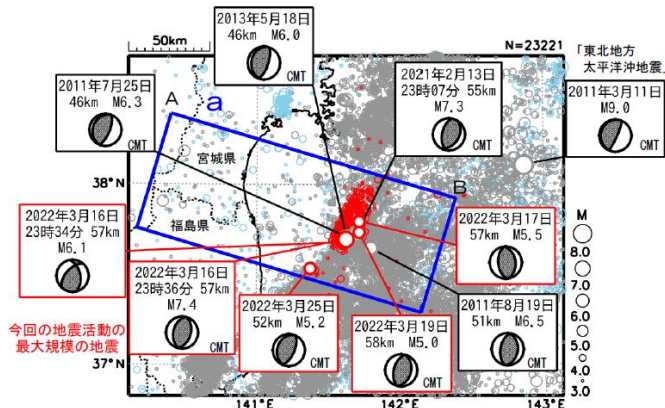 50km
N=23221
2013年5月18日
46km M6.0
CMT
「東北地方
太平洋沖地震」
2011年7月25日
46km M6.3
CMT
2021年2月13日
23時07分 55km
M7.3
CMT
2011年3月11日
M9.0
CMT
A
a
宮城県
38°N
B
福島県
2022年3月16日
23時34分 57km
M6.1
2022年3月17日
57km M5.5
CMT
M
8.0
7.0
6.0
5.0
4.0
3.0
2022年3月16日
23時36分 57km
M7.4
CMT
2022年3月25日
52km M5.2
CMT
2022年3月19日
58km M5.0
CMT
2011年8月19日
51km M6.5
CMT
今回の地震活動の
最大規模の地震
37°N
141°E
142°E